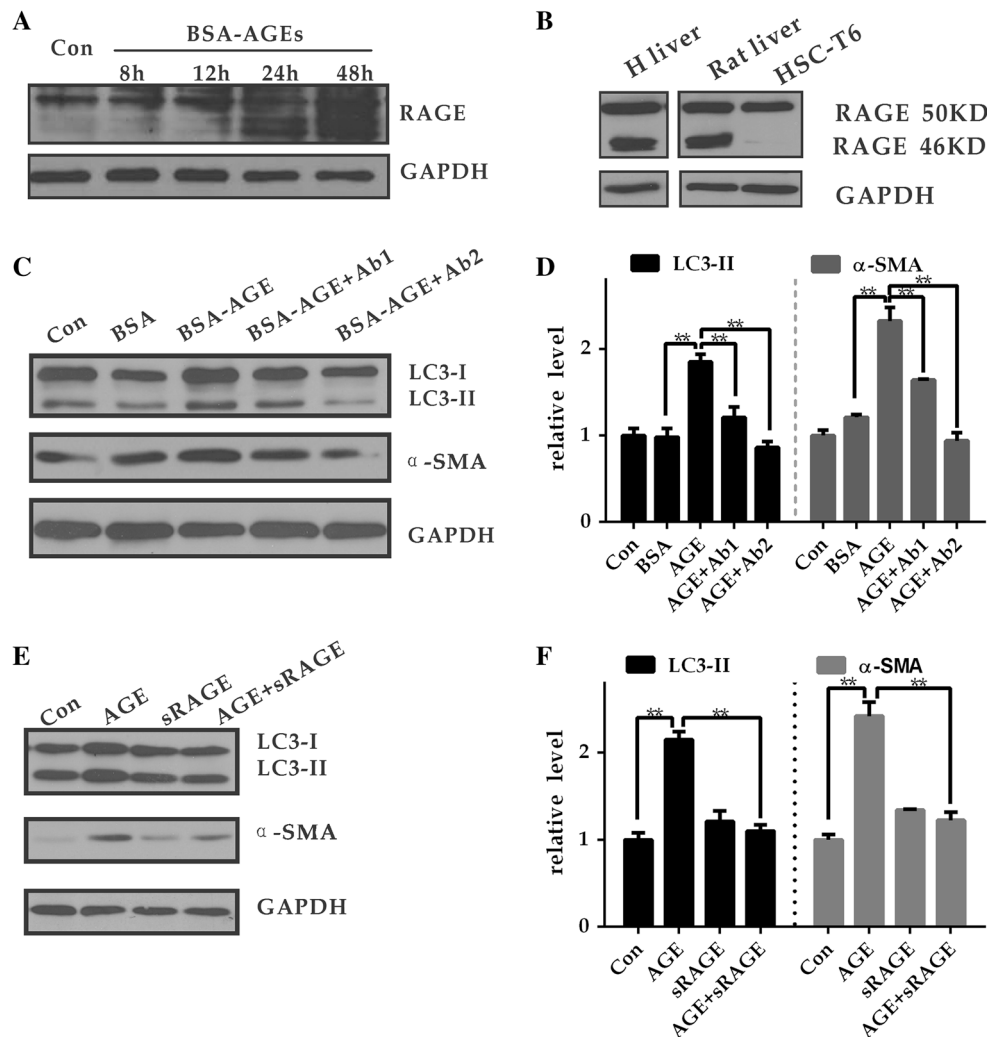 A
Con
BSA-AGEs
8h 12h 24h 48h
RAGE
GAPDH
B
H liver
Rat liver
HSC-T6
RAGE 50KD
RAGE 46KD
GAPDH
C
Con
BSA
BSA-AGE
BSA-AGE+Ab1
BSA-AGE+Ab2
LC3-I
LC3-II
α-SMA
GAPDH
D
LC3-II
α-SMA
relative level
2
1
0
** ** **
** ** **
Con
BSA
AGE
AGE+Ab1
AGE+Ab2
Con
BSA
AGE
AGE+Ab1
AGE+Ab2
E
Con
AGE
sRAGE
AGE+sRAGE
LC3-I
LC3-II
α-SMA
GAPDH
F
LC3-II
α-SMA
relative level
2
1
0
** **
** **
Con
AGE
sRAGE
AGE+sRAGE
Con
AGE
sRAGE
AGE+sRAGE